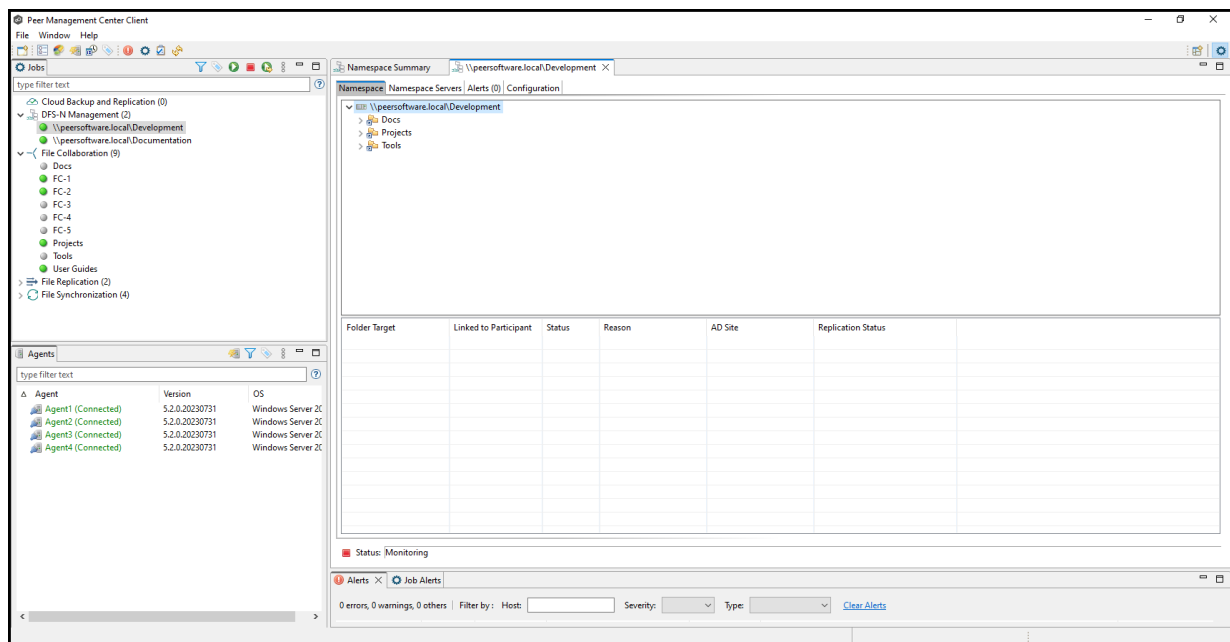 Peer Management Center Client
File Window Help
Jobs
type filter text
Cloud Backup and Replication (0)
DFS-N Management (2)
\\peersoftware.local\Development
\\peersoftware.local\Documentation
File Collaboration (9)
Docs
FC-1
FC-2
FC-3
FC-4
FC-5
Projects
Tools
User Guides
File Replication (2)
File Synchronization (4)
Agents
type filter text
Agent Version OS
Agent1 (Connected) 5.2.0.20230731 Windows Server 20
Agent2 (Connected) 5.2.0.20230731 Windows Server 20
Agent3 (Connected) 5.2.0.20230731 Windows Server 20
Agent4 (Connected) 5.2.0.20230731 Windows Server 20
Namespace Summary \\peersoftware.local\Development
Namespace Namespace Servers Alerts (0) Configuration
\\peersoftware.local\Development
Docs
Projects
Tools
Folder Target Linked to Participant Status Reason AD Site Replication Status
Status: Monitoring
Alerts Job Alerts
0 errors, 0 warnings, 0 others Filter by : Host: Severity: Type: Clear Alerts